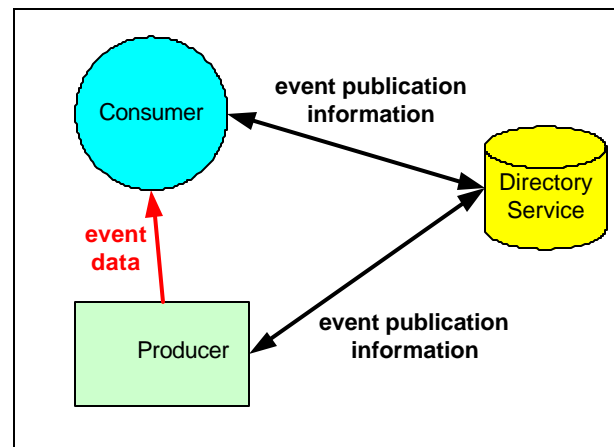 Consumer
event publication
information
Directory
Service
event
data
Producer
event publication
information